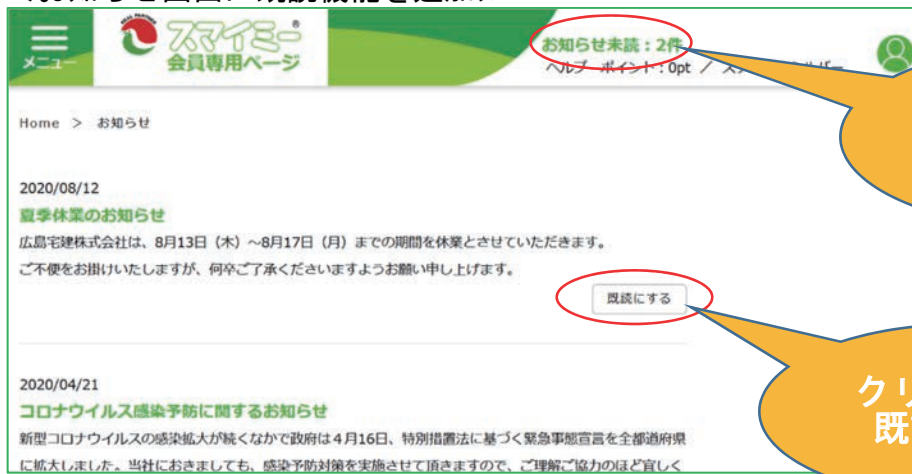 REAL PARTNER
スマイミー®
会員専用ページ
メニュー
お知らせ未読：2件
ヘルプ ポイント：0pt ／
Home > お知らせ
2020/08/12
夏季休業のお知らせ
広島宅建株式会社は、8月13日（木）～8月17日（月）までの期間を休業とさせていただきます。
ご不便をお掛けいたしますが、何卒ご了承くださいますようお願い申し上げます。
既読にする
2020/04/21
コロナウイルス感染予防に関するお知らせ
新型コロナウイルスの感染拡大が続くなかで政府は４月16日、特別措置法に基づく緊急事態宣言を全都道府県
に拡大しました。当社におきましても、感染予防対策を実施させて頂きますので、ご理解ご協力のほど宜しく
クリ
既